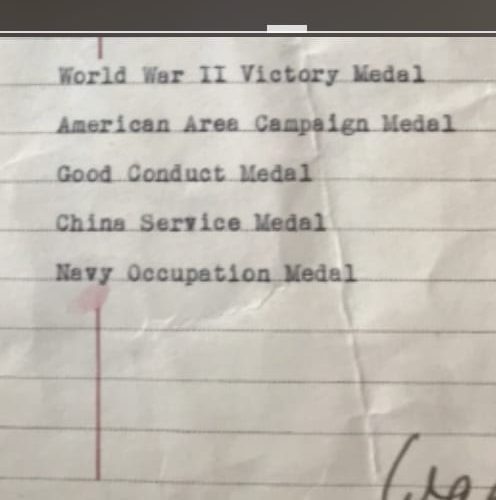 World War II Victory Medal
American Area Campaign Medal
Good Conduct Medal
China Service Medal
Navy Occupation Medal